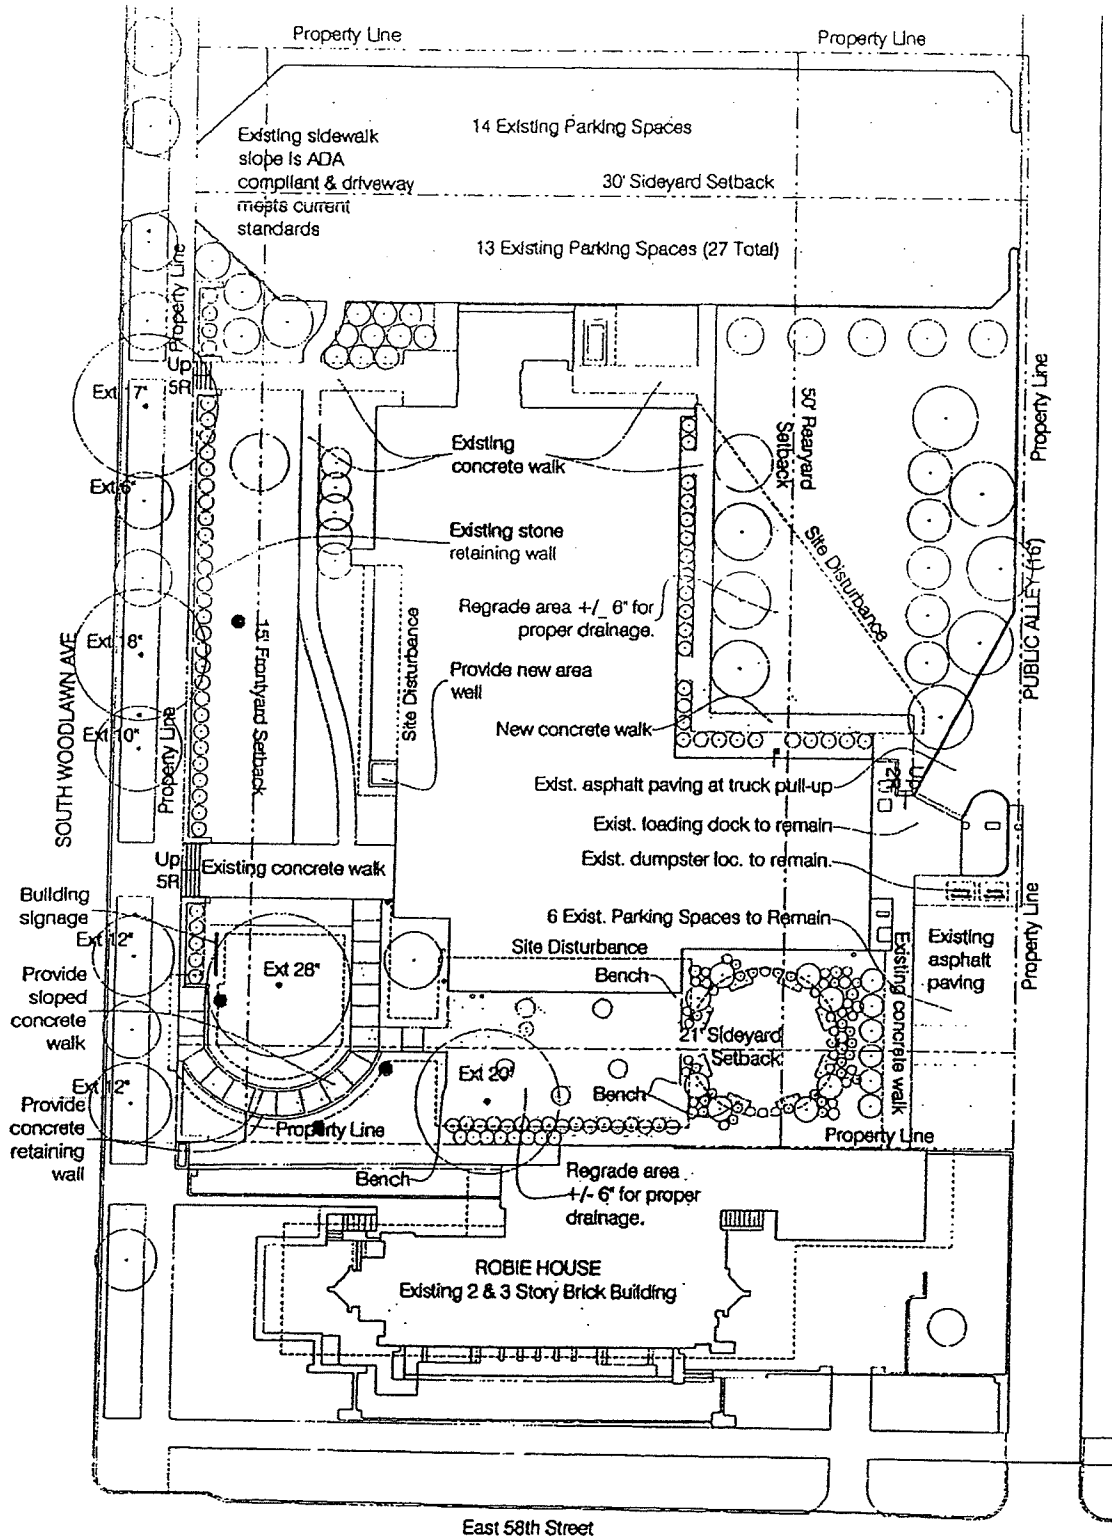 Property Line
Property Line
14 Existing Parking Spaces
Existing sidewalk
slope is ADA
compliant & driveway
meets current
standards
30' Sideyard Setback
13 Existing Parking Spaces (27 Total)
Property Line
Up
5R
Ext 17"
Ext 6"
Existing
concrete walk
50' Rearyard
Setback
Property Line
Existing stone
retaining wall
Site Disturbance
Regrade area +/_ 6" for
proper drainage.
PUBLIC ALLEY (16')
SOUTH WOODLAWN AVE
Ext 18"
15' Frontyard Setback
Site Disturbance
Provide new area
well
Ext 10"
Property Line
New concrete walk
Exist. asphalt paving at truck pull-up
Up
2R
Exist. loading dock to remain
Up
5R
Existing concrete walk
Exist. dumpster loc. to remain.
Building
signage
6 Exist. Parking Spaces to Remain
Property Line
Ext 12"
Ext 28"
Site Disturbance
Bench
Existing
asphalt
paving
Existing concrete walk
Provide
sloped
concrete
walk
21' Sideyard
Setback
Ext 12"
Ext 20"
Bench
Provide
concrete
retaining
wall
Property Line
Property Line
Bench
Regrade area
+/- 6" for proper
drainage.
ROBIE HOUSE
Existing 2 & 3 Story Brick Building
East 58th Street